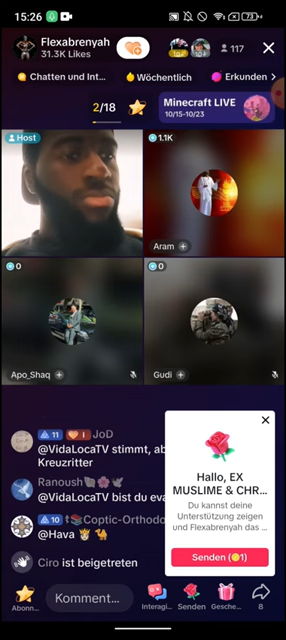 15:26
73
Flexabrenyah
31.3K Likes
117
Chatten und Int...
Wöchentlich
Erkunden
2/18
Minecraft LIVE
10/15-10/23
Host
1.1K
Aram
0
0
Apo_Shaq
Gudi
11 I JoD
@VidaLocaTV stimmt, ab
Kreuzritter
Ranoush
@VidaLocaTV bist du eva
10 Coptic-Orthodo
@Hava
Ciro ist beigetreten
Hallo, EX
MUSLIME & CHR...
Du kannst deine
Unterstützung zeigen
und Flexabrenyah das ...
Senden (1)
Abonn...
Komment...
Interagi...
Senden
Gesche...
8